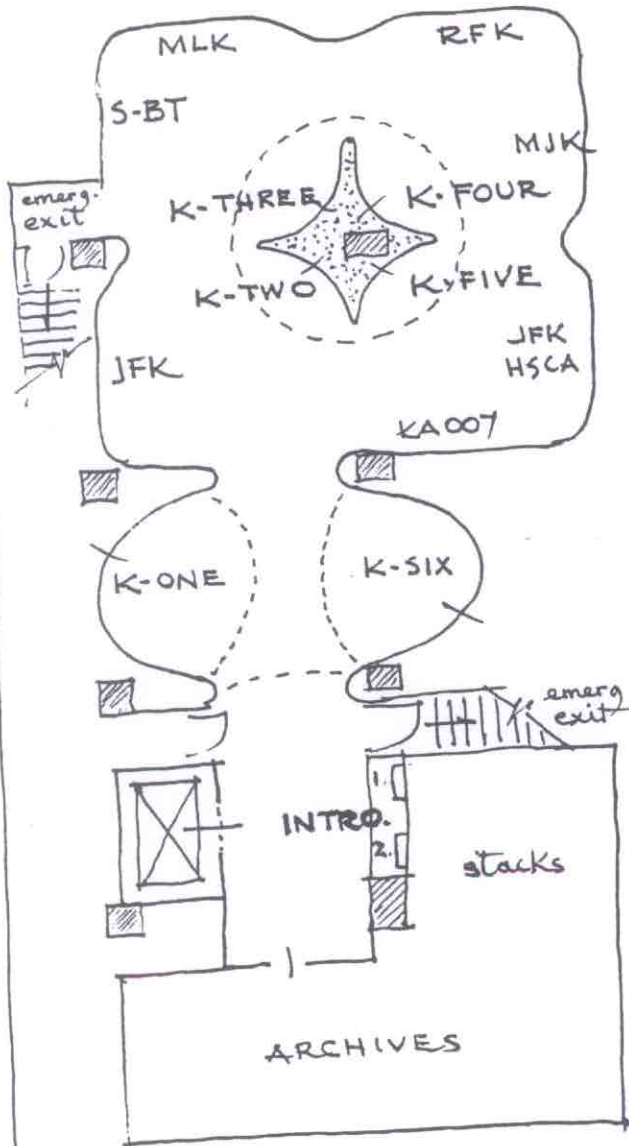 MLK
RFK
S-BT
MJK
emerg.
exit
K-THREE
K-FOUR
K-TWO
K-FIVE
JFK
JFK
HSCA
KA007
K-ONE
K-SIX
emerg
exit
INTRO.
1.
2.
stacks
ARCHIVES